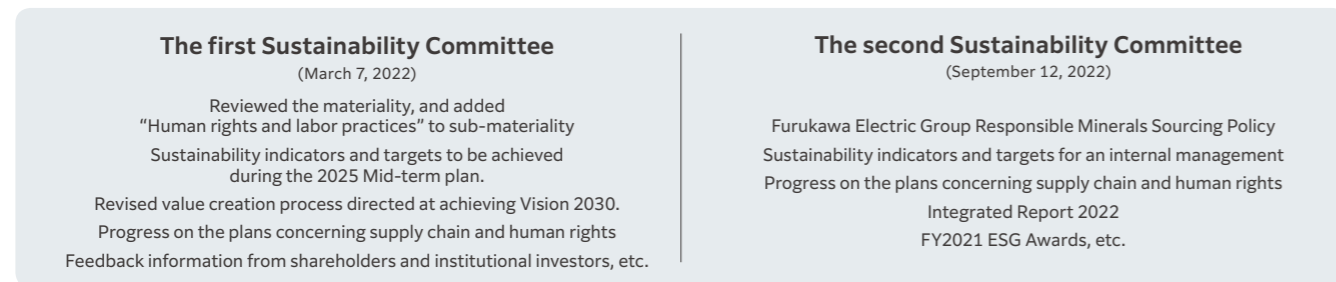 The first Sustainability Committee
(March 7, 2022)
Reviewed the materiality, and added
“Human rights and labor practices” to sub-materiality
Sustainability indicators and targets to be achieved
during the 2025 Mid-term plan.
Revised value creation process directed at achieving Vision 2030.
Progress on the plans concerning supply chain and human rights
Feedback information from shareholders and institutional investors, etc.
The second Sustainability Committee
(September 12, 2022)
Furukawa Electric Group Responsible Minerals Sourcing Policy
Sustainability indicators and targets for an internal management
Progress on the plans concerning supply chain and human rights
Integrated Report 2022
FY2021 ESG Awards, etc.